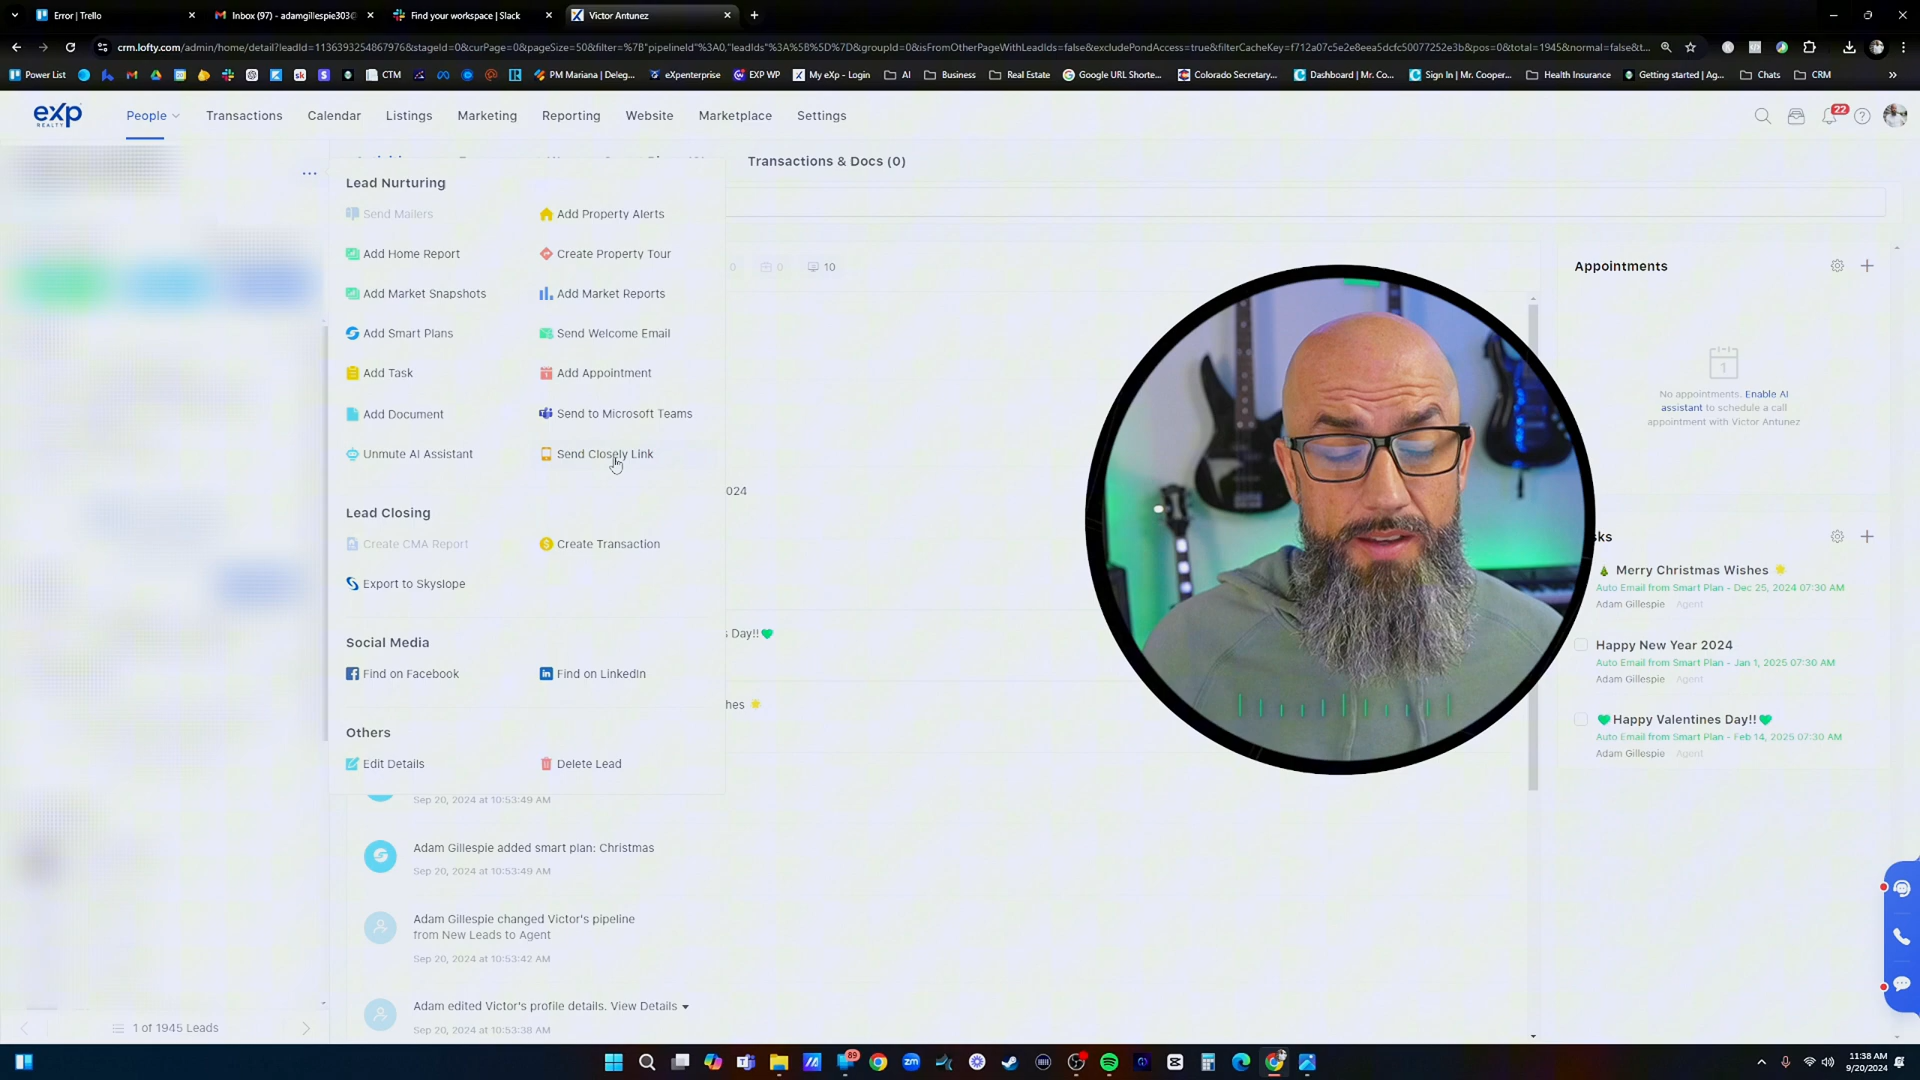 Error | Trello
Inbox (97) - adamgillespie303@
Find your workspace | Slack
Victor Antunez
crm.lofty.com/admin/home/detail?leadId=1136393254867976&stageId=0&curPage=0&pageSize=50&filter=%7B"pipelineId"%3A0,"leadIds"%3A%5B%5D%7D&groupId=0&isFromOtherPageWithLeadIds=false&excludePondAccess=true&filterCacheKey=f712a07c5e2e8eea5dcfc50077252e3b&pos=0&total=1945&normal=false&t...
Power List
CTM
PM Mariana | Deleg...
eXpenterprise
EXP WP
My eXp - Login
AI
Business
Real Estate
Google URL Shorte...
Colorado Secretary...
Dashboard | Mr. Co...
Sign In | Mr. Cooper...
Health Insurance
Getting started | Ag...
Chats
CRM
exp
REALTY
People
Transactions
Calendar
Listings
Marketing
Reporting
Website
Marketplace
Settings
22
Transactions & Docs (0)
Lead Nurturing
Send Mailers
Add Property Alerts
Add Home Report
Create Property Tour
Add Market Snapshots
Add Market Reports
Add Smart Plans
Send Welcome Email
Add Task
Add Appointment
Add Document
Send to Microsoft Teams
Unmute AI Assistant
Send Closely Link
Lead Closing
Create CMA Report
Create Transaction
Export to Skyslope
Social Media
Find on Facebook
Find on LinkedIn
Others
Edit Details
Delete Lead
0
0
10
024
s Day!!💚
hes
Sep 20, 2024 at 10:53:49 AM
Adam Gillespie added smart plan: Christmas
Sep 20, 2024 at 10:53:49 AM
Adam Gillespie changed Victor's pipeline
from New Leads to Agent
Sep 20, 2024 at 10:53:42 AM
Adam edited Victor's profile details. View Details
Sep 20, 2024 at 10:53:38 AM
1 of 1945 Leads
Appointments
1
No appointments. Enable AI
assistant to schedule a call
appointment with Victor Antunez
sks
🎄 Merry Christmas Wishes 🌟
Auto Email from Smart Plan - Dec 25, 2024 07:30 AM
Adam Gillespie Agent
Happy New Year 2024
Auto Email from Smart Plan - Jan 1, 2025 07:30 AM
Adam Gillespie Agent
💚Happy Valentines Day!!💚
Auto Email from Smart Plan - Feb 14, 2025 07:30 AM
Adam Gillespie Agent
89
zm
11:38 AM
9/20/2024